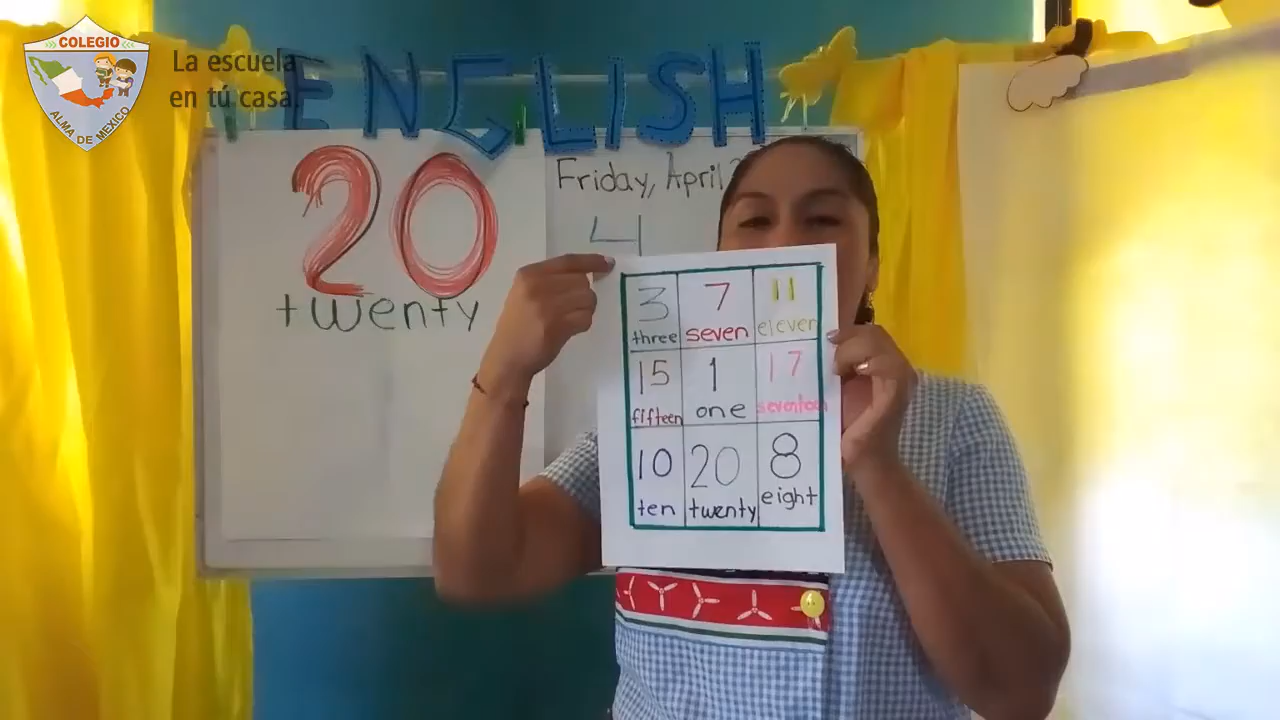 COLEGIO
ALMA DE MEXICO
La escuela
en tú casa.
ENGLISH
20
twenty
Friday, April
4
3 7 11
three seven eleven
15 1 17
fifteen one seventeen
10 20 8
ten twenty eight